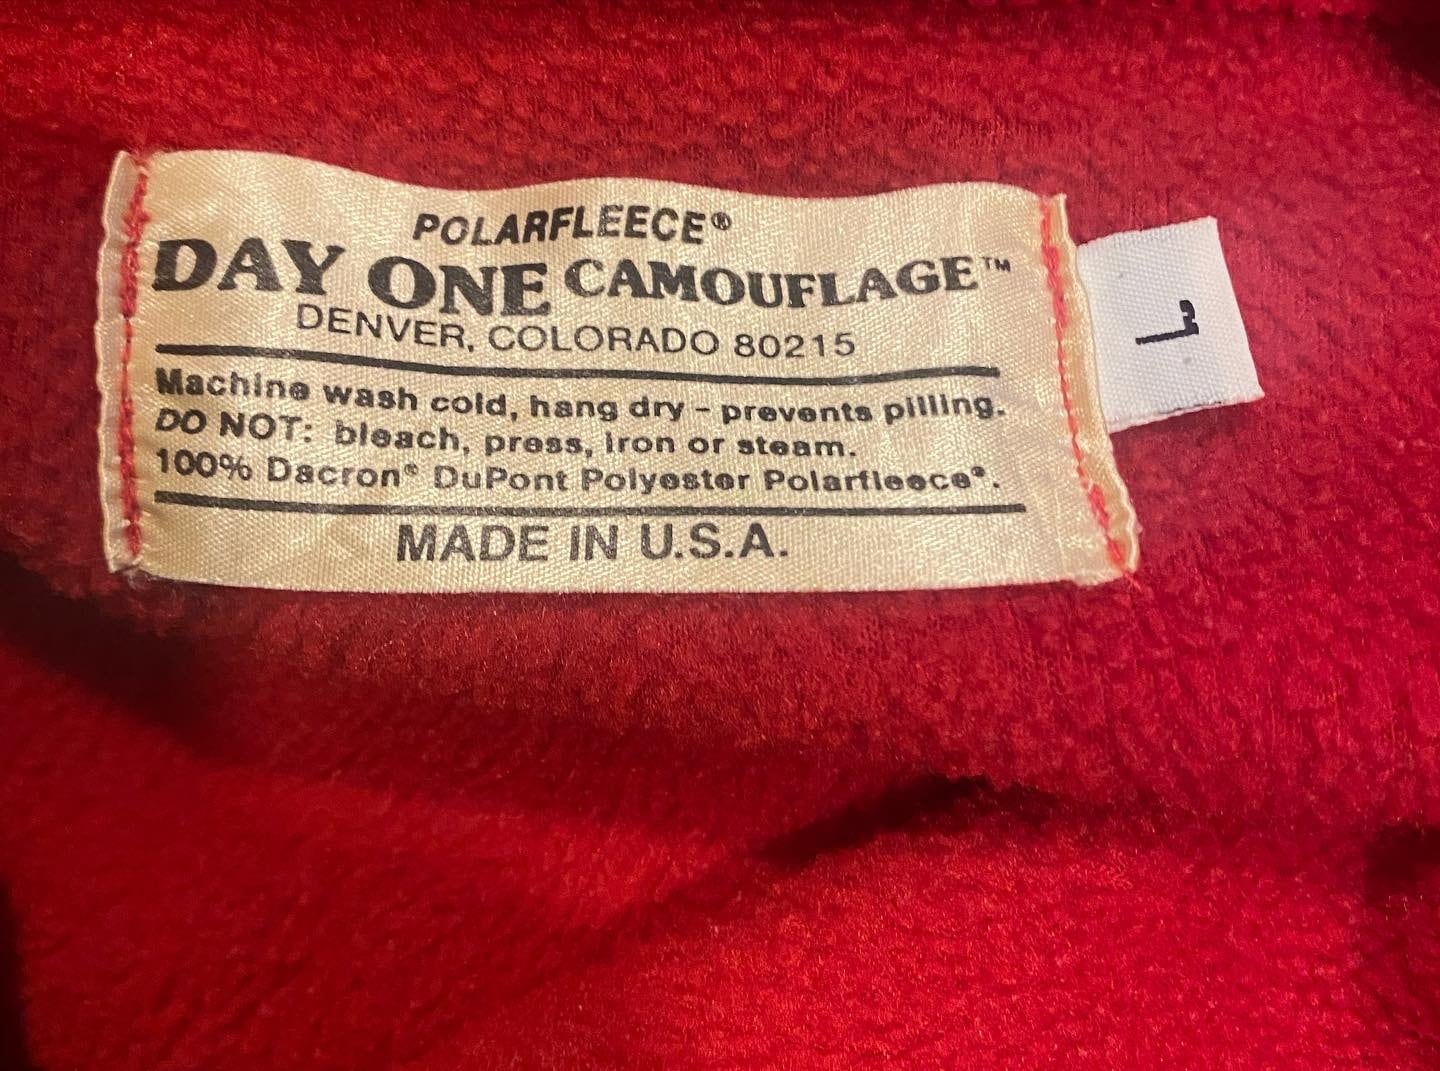 POLARFLEECE®
DAY ONE CAMOUFLAGE™
DENVER, COLORADO 80215
Machine wash cold, hang dry - prevents pilling.
DO NOT: bleach, press, iron or steam.
100% Dacron® DuPont Polyester Polarfleece®.
MADE IN U.S.A.
L